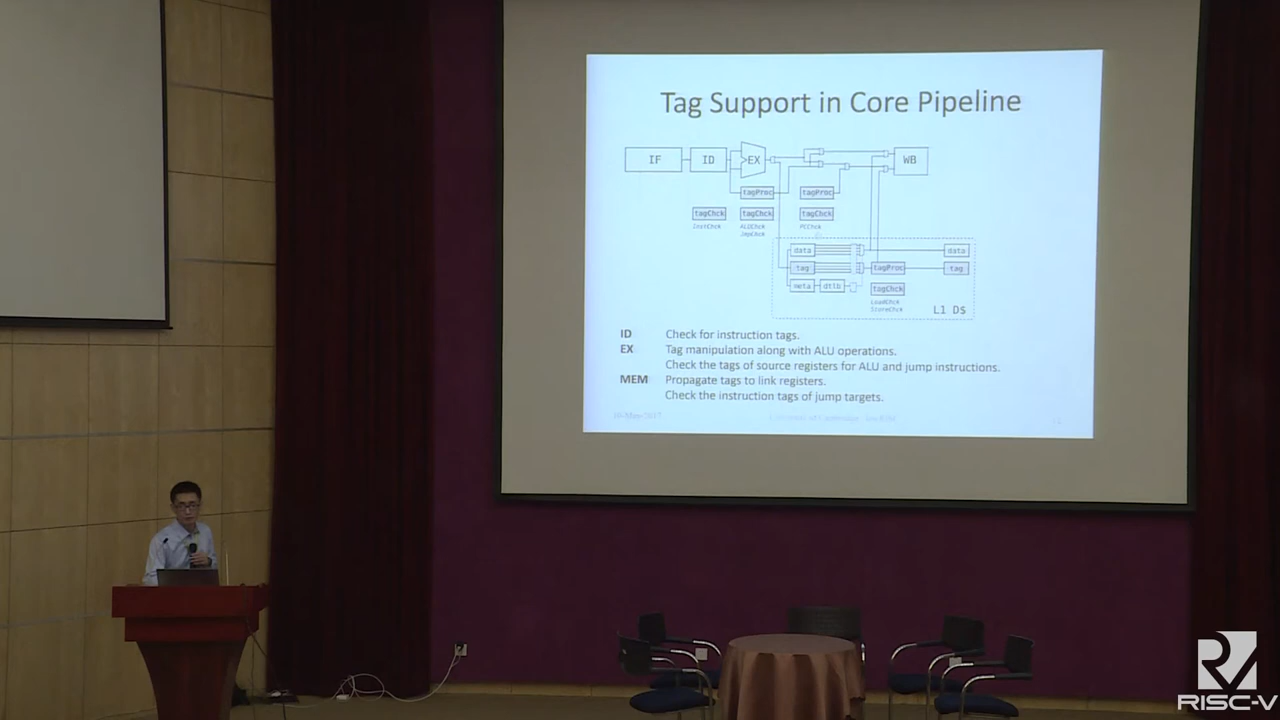 Tag Support in Core Pipeline
IF ID EX WB
tagProc tagProc
tagChck tagChck tagChck
InstrChck ALUChck PCChck
JmpChck
data data
tag tagProc tag
meta dtlb tagChck
LoadChck
StoreChck
L1 D$
ID Check for instruction tags.
EX Tag manipulation along with ALU operations.
Check the tags of source registers for ALU and jump instructions.
MEM Propagate tags to link registers.
Check the instruction tags of jump targets.
RISC-V